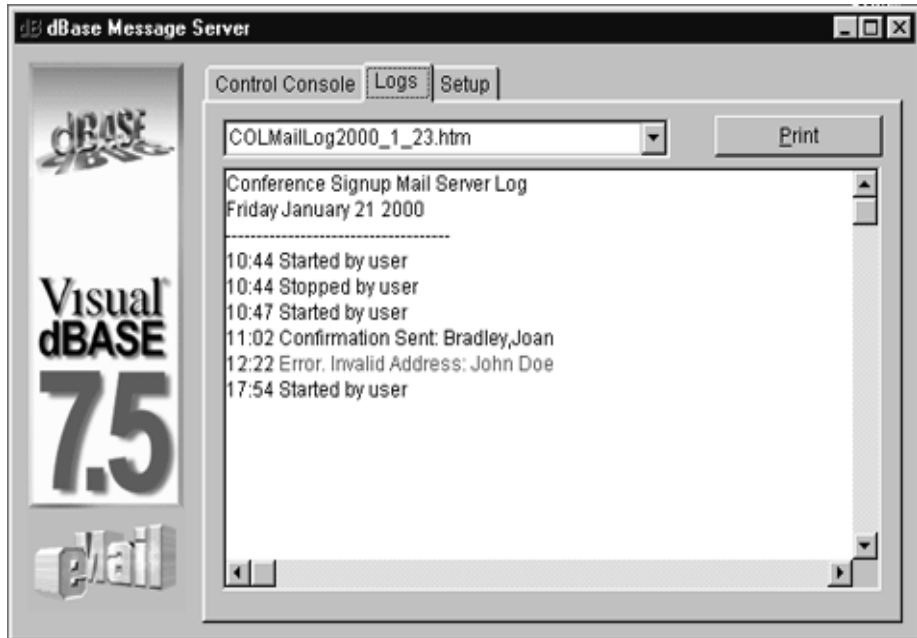 dB dBase Message Server
Control Console
Logs
Setup
dBASE
COLMailLog2000_1_23.htm
Print
Conference Signup Mail Server Log
Friday January 21 2000
------------------------------------
10:44 Started by user
10:44 Stopped by user
10:47 Started by user
11:02 Confirmation Sent: Bradley,Joan
12:22 Error. Invalid Address: John Doe
17:54 Started by user
Visual
dBASE
7.5
eMail